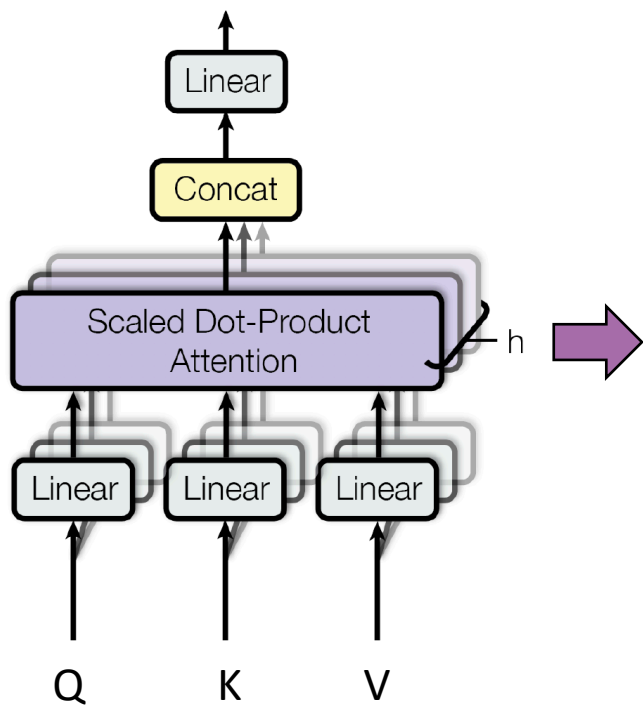 Linear
Concat
Scaled Dot-Product
Attention
h
Linear
Linear
Linear
Q
K
V